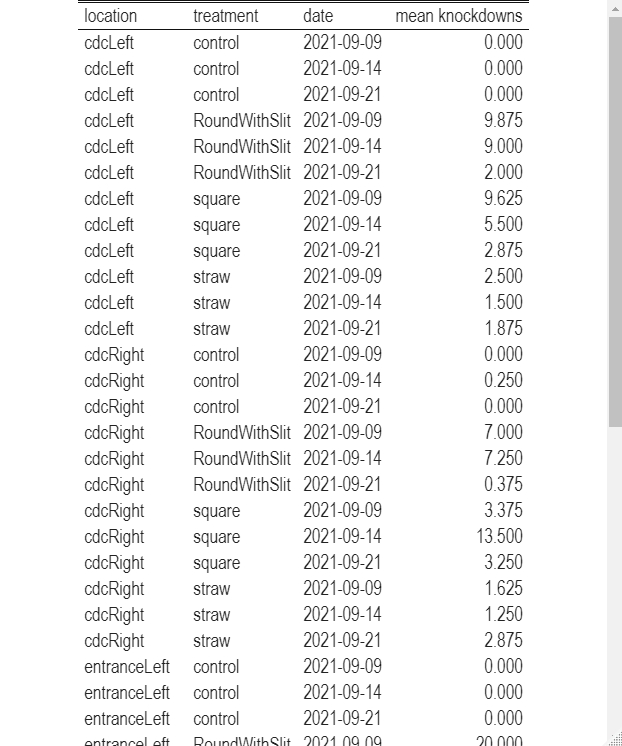 location treatment date mean knockdowns
cdcLeft control 2021-09-09 0.000
cdcLeft control 2021-09-14 0.000
cdcLeft control 2021-09-21 0.000
cdcLeft RoundWithSlit 2021-09-09 9.875
cdcLeft RoundWithSlit 2021-09-14 9.000
cdcLeft RoundWithSlit 2021-09-21 2.000
cdcLeft square 2021-09-09 9.625
cdcLeft square 2021-09-14 5.500
cdcLeft square 2021-09-21 2.875
cdcLeft straw 2021-09-09 2.500
cdcLeft straw 2021-09-14 1.500
cdcLeft straw 2021-09-21 1.875
cdcRight control 2021-09-09 0.000
cdcRight control 2021-09-14 0.250
cdcRight control 2021-09-21 0.000
cdcRight RoundWithSlit 2021-09-09 7.000
cdcRight RoundWithSlit 2021-09-14 7.250
cdcRight RoundWithSlit 2021-09-21 0.375
cdcRight square 2021-09-09 3.375
cdcRight square 2021-09-14 13.500
cdcRight square 2021-09-21 3.250
cdcRight straw 2021-09-09 1.625
cdcRight straw 2021-09-14 1.250
cdcRight straw 2021-09-21 2.875
entranceLeft control 2021-09-09 0.000
entranceLeft control 2021-09-14 0.000
entranceLeft control 2021-09-21 0.000
entranceLeft RoundWithSlit 2021-09-09 20.000